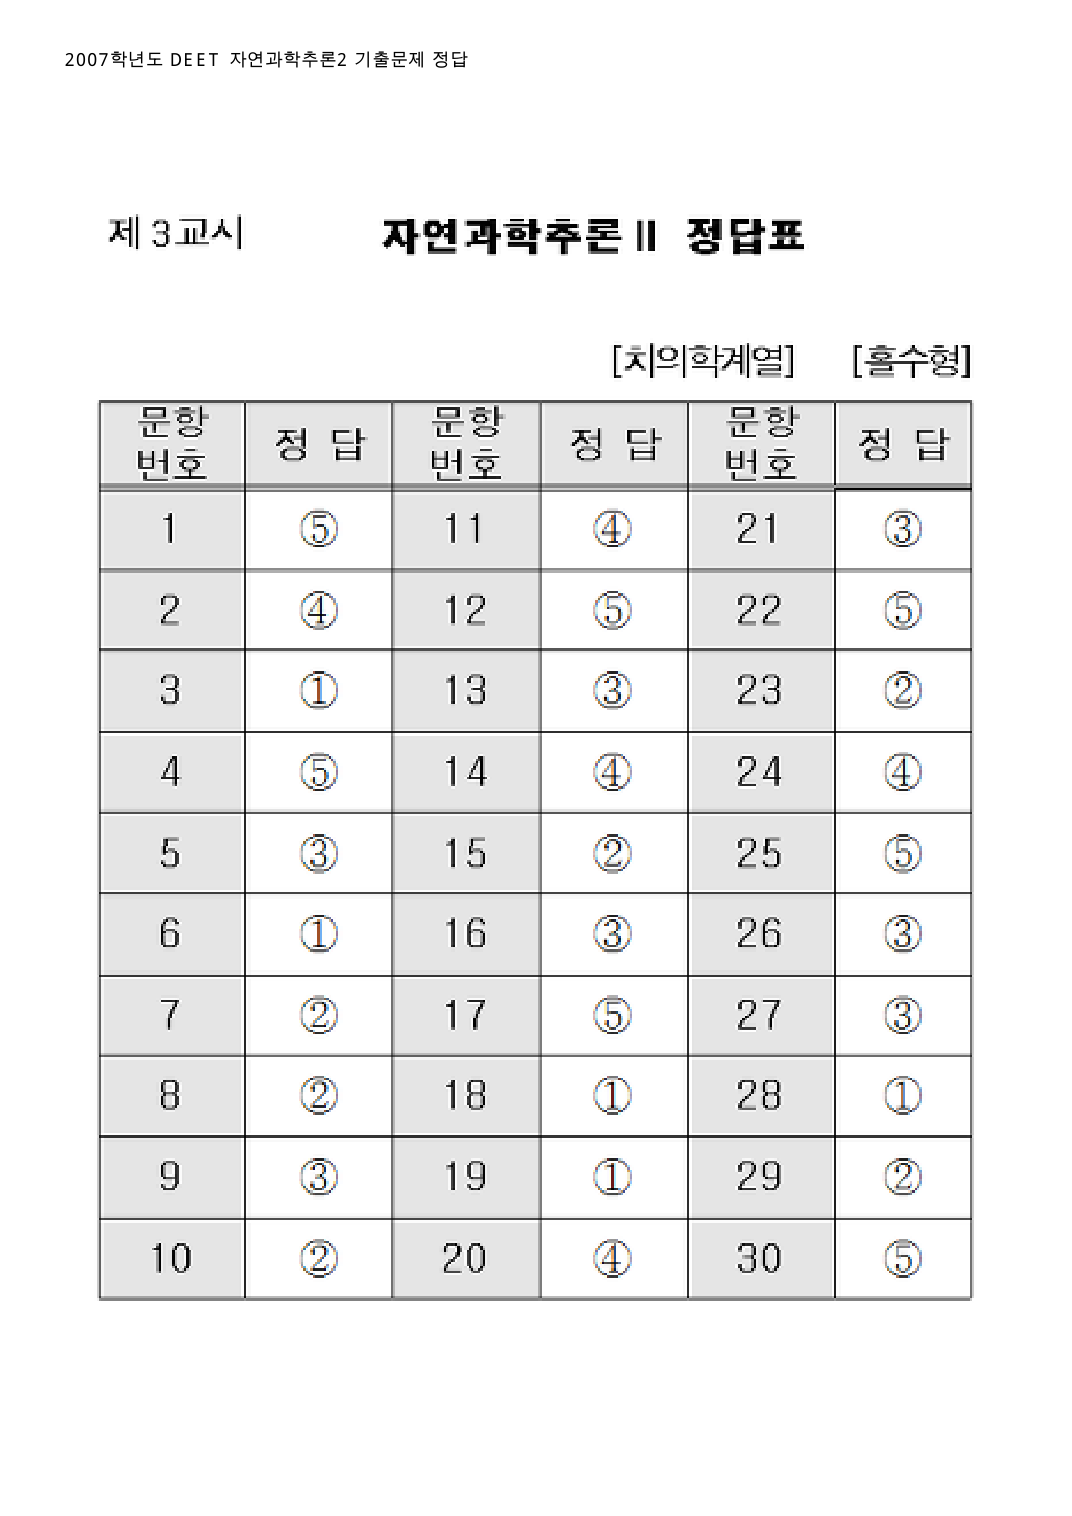 2007학년도 DEET 자연과학추론2 기출문제 정답
제 3교시 자연과학추론 II 정답표
[치의학계열] [홀수형]
문항 번호 정 답 문항 번호 정 답 문항 번호 정 답
1 ⑤ 11 ④ 21 ③
2 ④ 12 ⑤ 22 ⑤
3 ① 13 ③ 23 ②
4 ⑤ 14 ④ 24 ④
5 ③ 15 ② 25 ⑤
6 ① 16 ③ 26 ③
7 ② 17 ⑤ 27 ③
8 ② 18 ① 28 ①
9 ③ 19 ① 29 ②
10 ② 20 ④ 30 ⑤